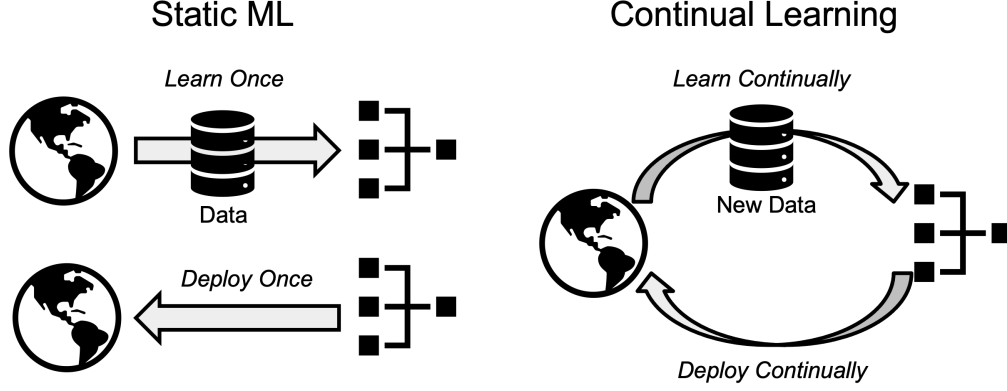 Static ML
Learn Once
Data
Deploy Once
Continual Learning
Learn Continually
New Data
Deploy Continually